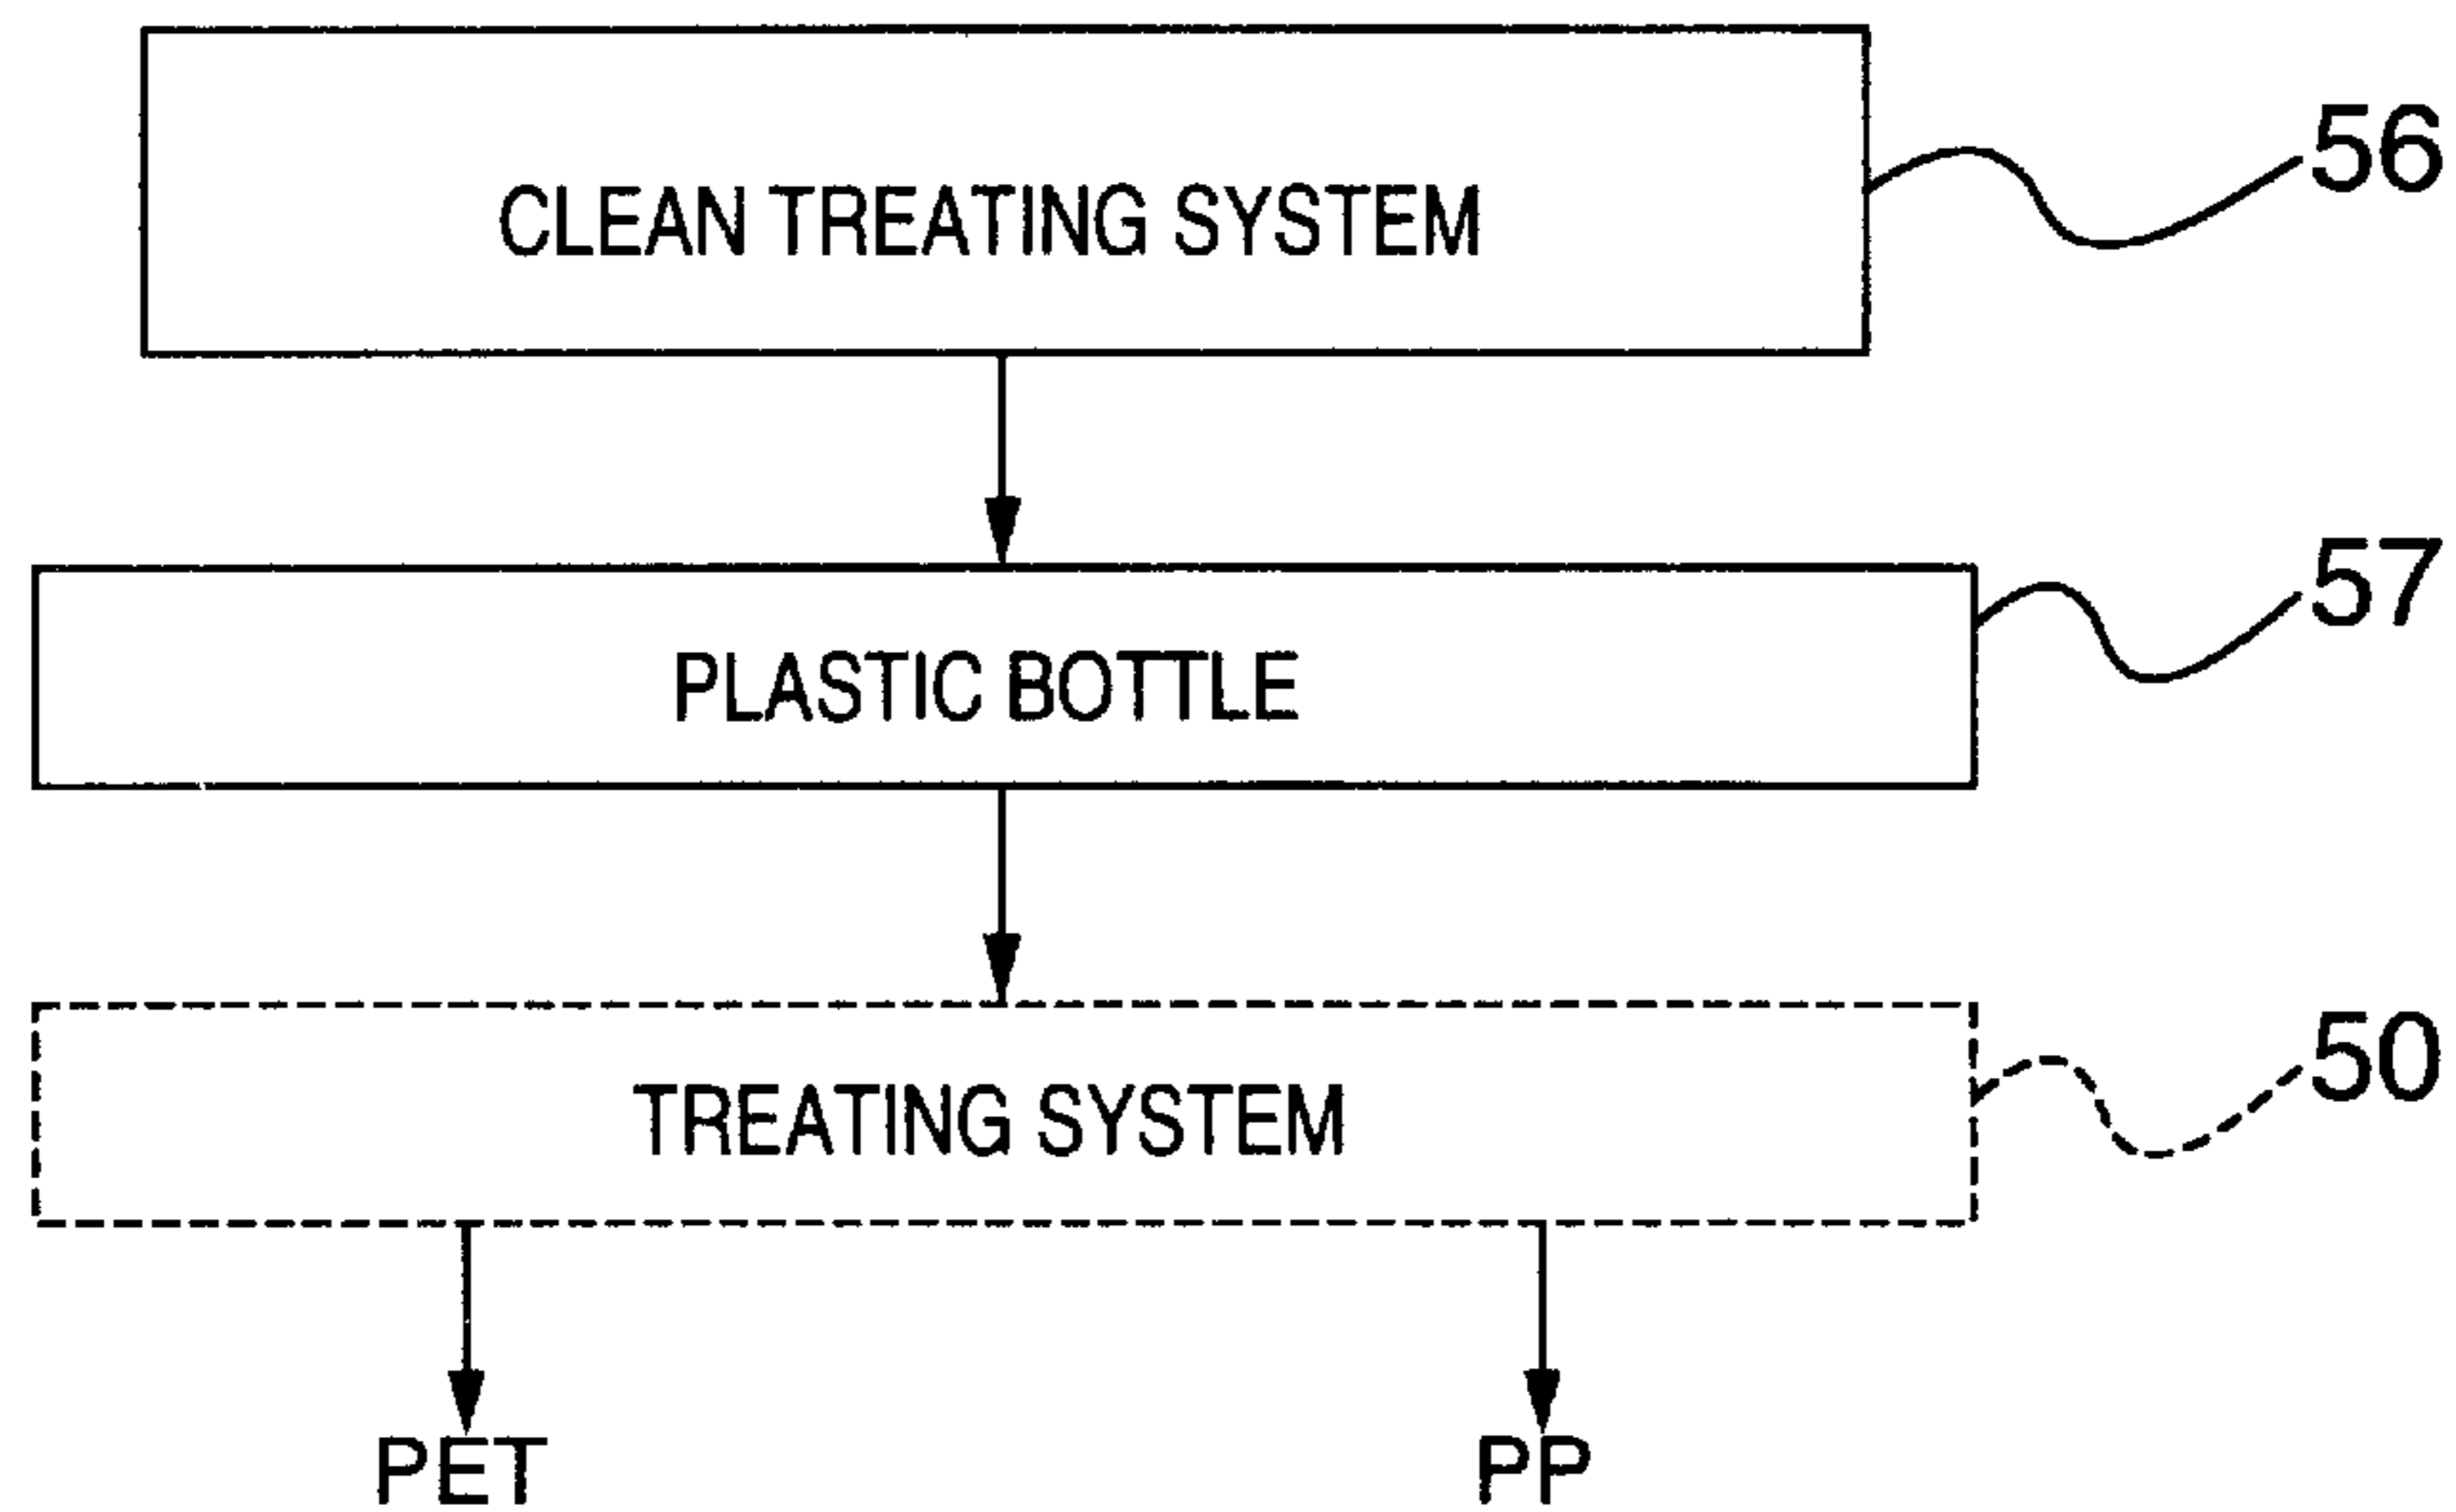 CLEAN TREATING SYSTEM
56
PLASTIC BOTTLE
57
TREATING SYSTEM
50
PET
PP